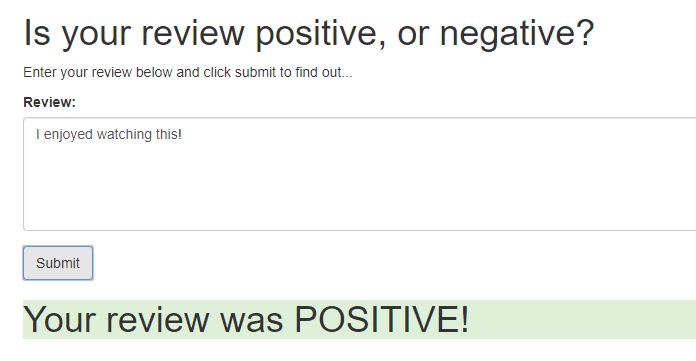 Is your review positive, or negative?
Enter your review below and click submit to find out...
Review:
I enjoyed watching this!
Submit
Your review was POSITIVE!